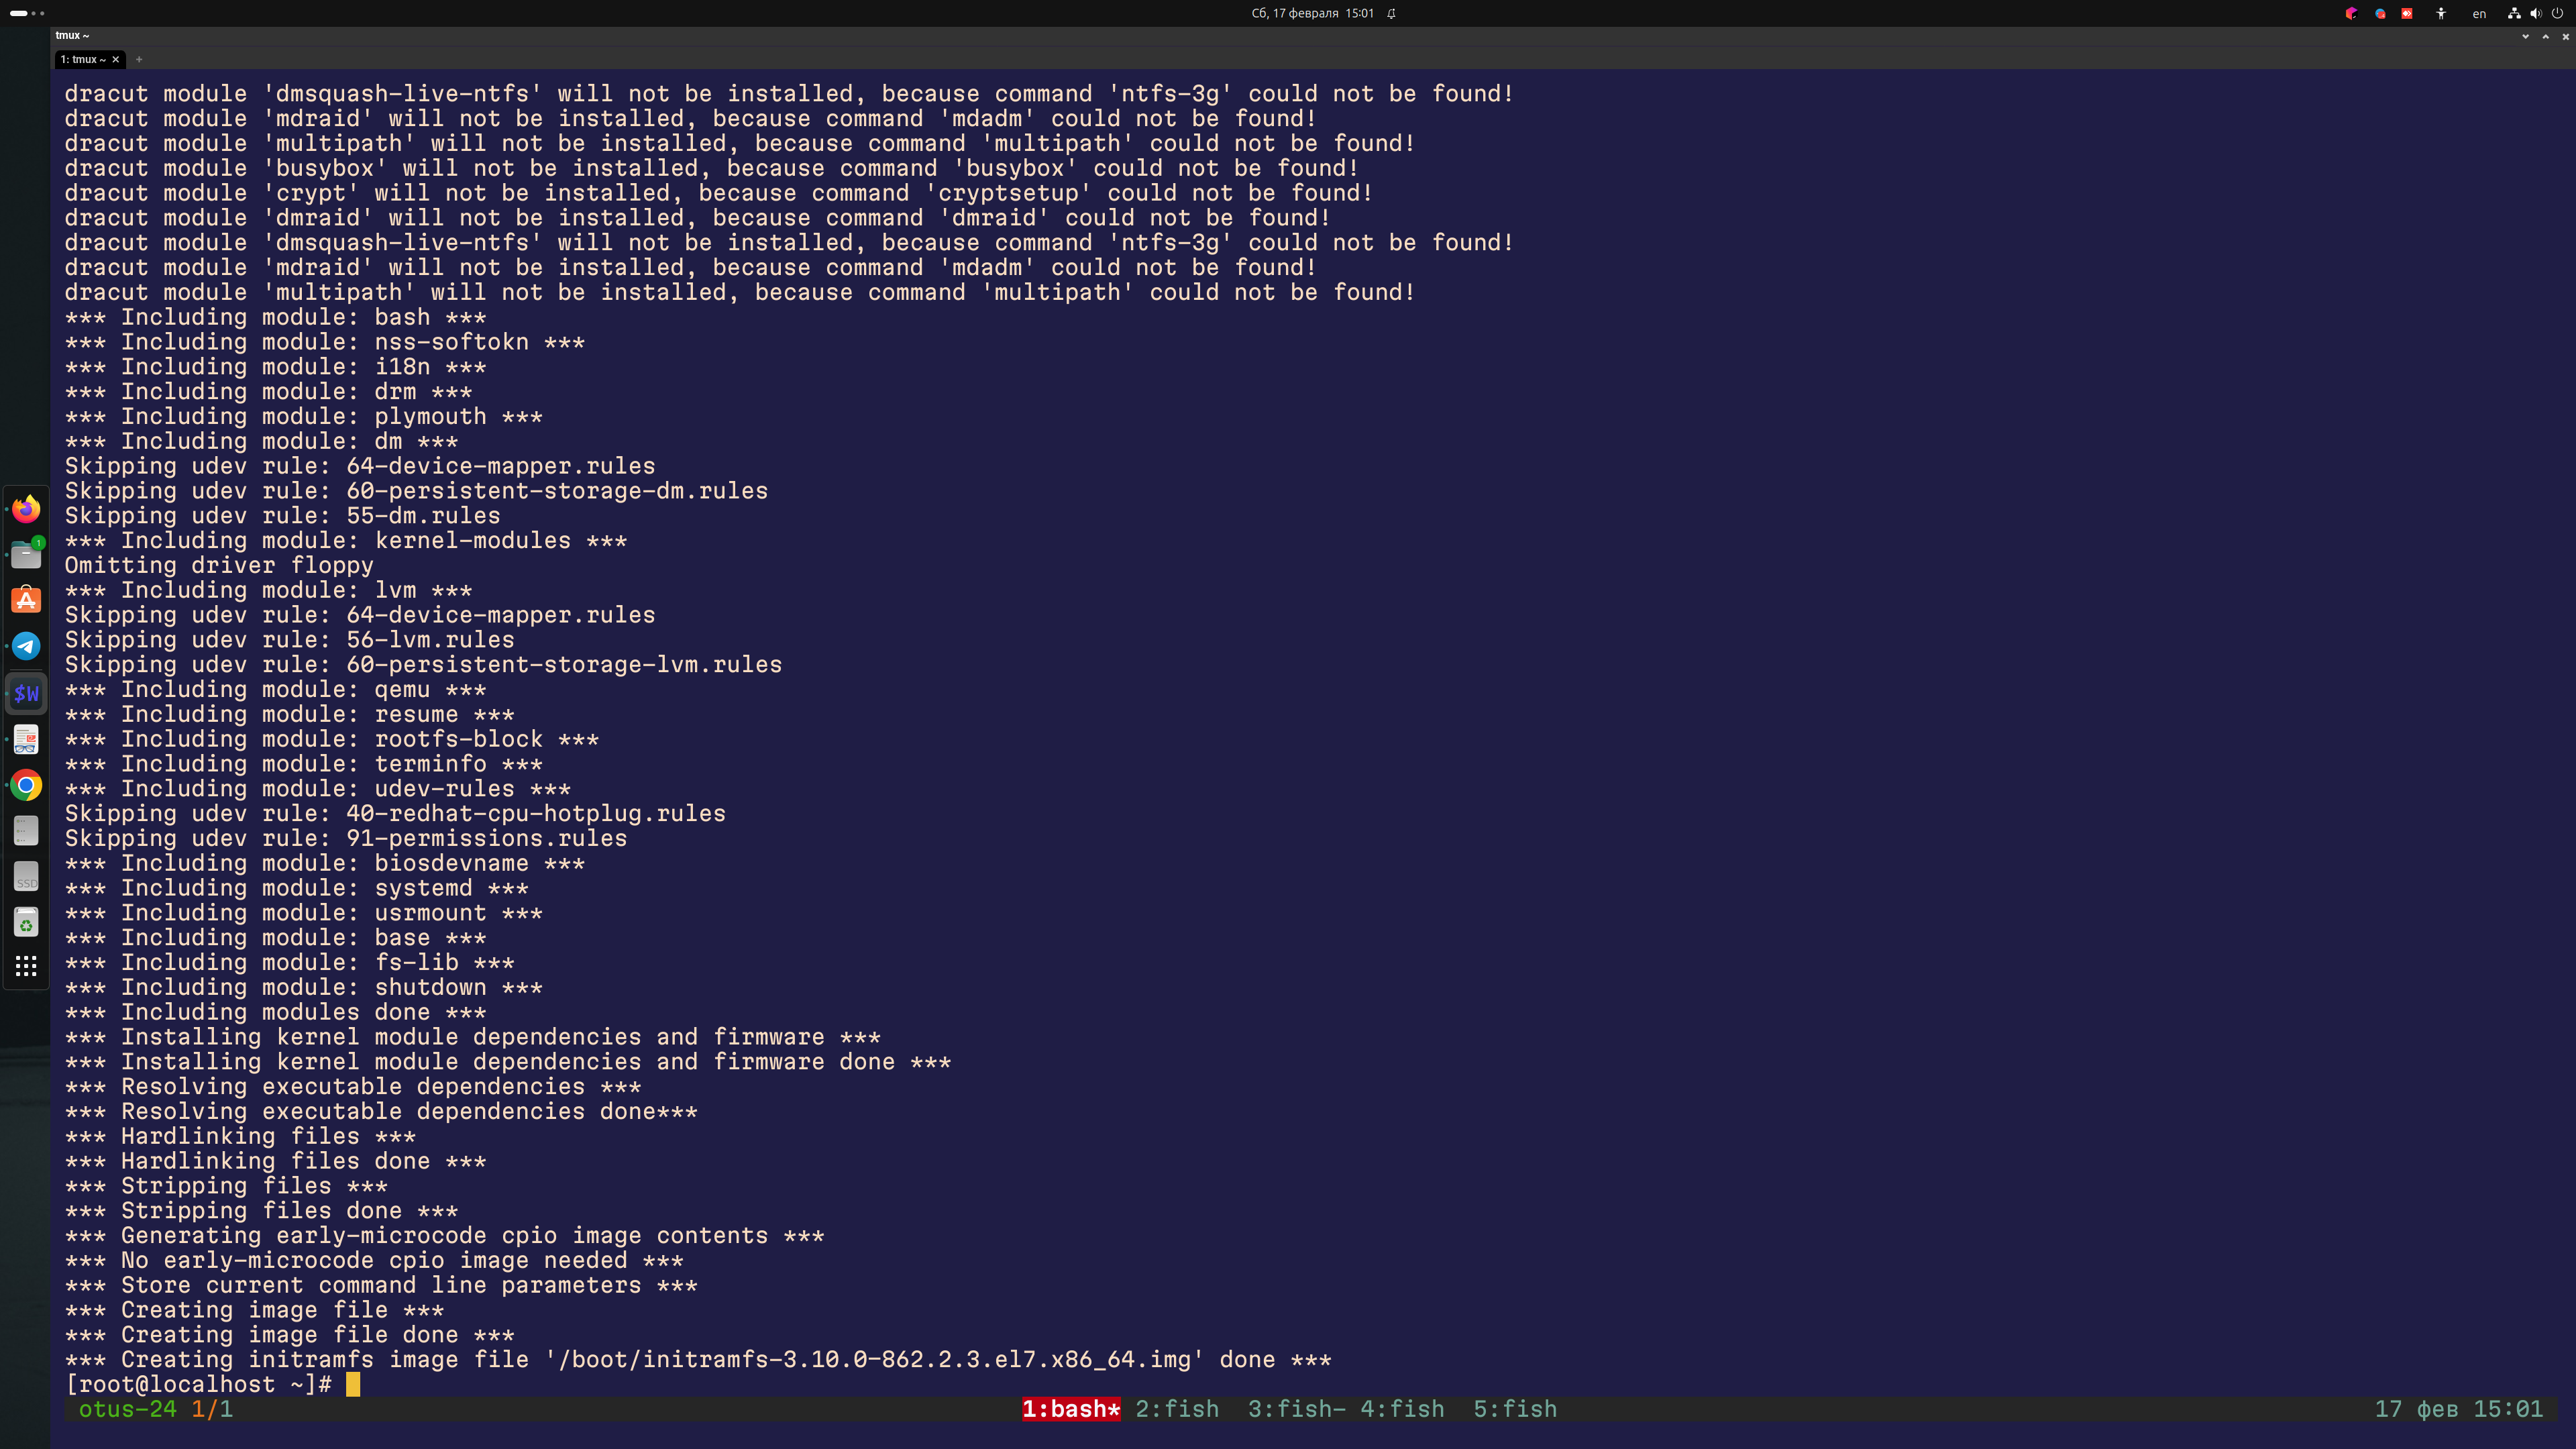 Сб, 17 февраля 15:01
en
tmux ~
1: tmux ~ × +
dracut module 'dmsquash-live-ntfs' will not be installed, because command 'ntfs-3g' could not be found!
dracut module 'mdraid' will not be installed, because command 'mdadm' could not be found!
dracut module 'multipath' will not be installed, because command 'multipath' could not be found!
dracut module 'busybox' will not be installed, because command 'busybox' could not be found!
dracut module 'crypt' will not be installed, because command 'cryptsetup' could not be found!
dracut module 'dmraid' will not be installed, because command 'dmraid' could not be found!
dracut module 'dmsquash-live-ntfs' will not be installed, because command 'ntfs-3g' could not be found!
dracut module 'mdraid' will not be installed, because command 'mdadm' could not be found!
dracut module 'multipath' will not be installed, because command 'multipath' could not be found!
*** Including module: bash ***
*** Including module: nss-softokn ***
*** Including module: i18n ***
*** Including module: drm ***
*** Including module: plymouth ***
*** Including module: dm ***
Skipping udev rule: 64-device-mapper.rules
Skipping udev rule: 60-persistent-storage-dm.rules
Skipping udev rule: 55-dm.rules
*** Including module: kernel-modules ***
Omitting driver floppy
*** Including module: lvm ***
Skipping udev rule: 64-device-mapper.rules
Skipping udev rule: 56-lvm.rules
Skipping udev rule: 60-persistent-storage-lvm.rules
*** Including module: qemu ***
*** Including module: resume ***
*** Including module: rootfs-block ***
*** Including module: terminfo ***
*** Including module: udev-rules ***
Skipping udev rule: 40-redhat-cpu-hotplug.rules
Skipping udev rule: 91-permissions.rules
*** Including module: biosdevname ***
*** Including module: systemd ***
*** Including module: usrmount ***
*** Including module: base ***
*** Including module: fs-lib ***
*** Including module: shutdown ***
*** Including modules done ***
*** Installing kernel module dependencies and firmware ***
*** Installing kernel module dependencies and firmware done ***
*** Resolving executable dependencies ***
*** Resolving executable dependencies done***
*** Hardlinking files ***
*** Hardlinking files done ***
*** Stripping files ***
*** Stripping files done ***
*** Generating early-microcode cpio image contents ***
*** No early-microcode cpio image needed ***
*** Store current command line parameters ***
*** Creating image file ***
*** Creating image file done ***
*** Creating initramfs image file '/boot/initramfs-3.10.0-862.2.3.el7.x86_64.img' done ***
[root@localhost ~]#
otus-24 1/1 1:bash* 2:fish 3:fish- 4:fish 5:fish 17 фев 15:01
1
$W
SSD